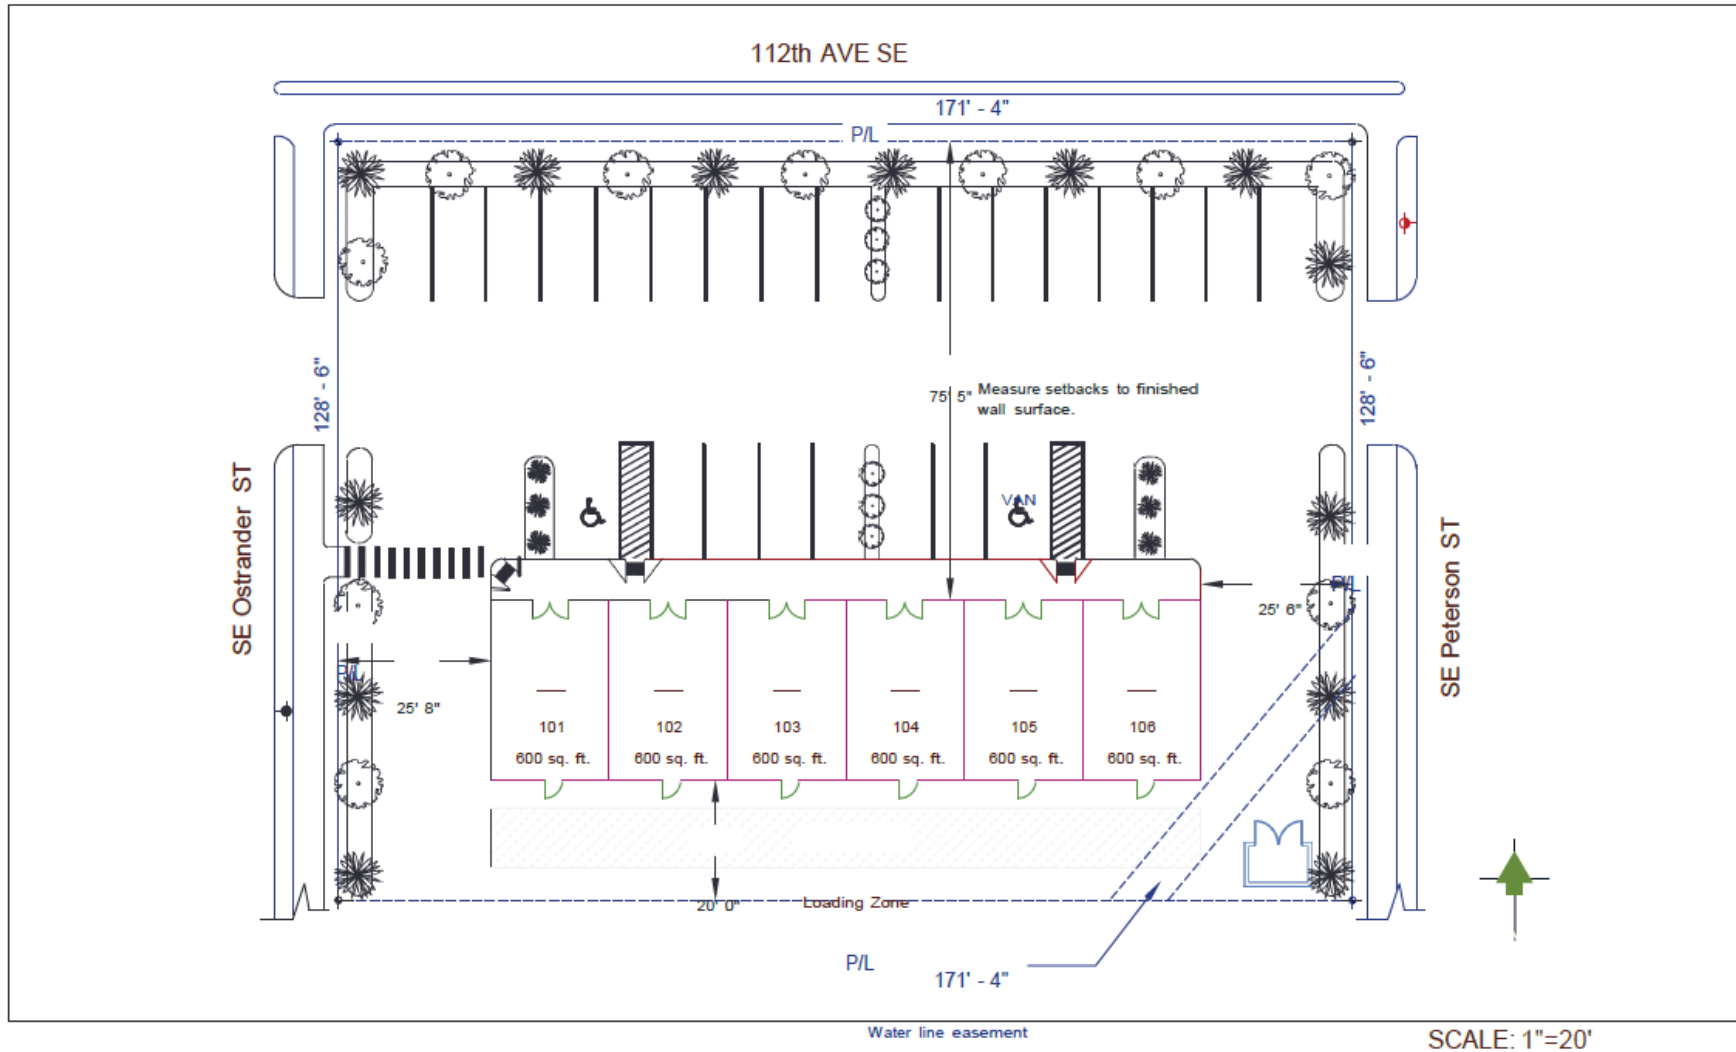 112th AVE SE
171' - 4"
P/L
128' - 6"
128' - 6"
75' 5"
Measure setbacks to finished
wall surface.
SE Ostrander ST
VAN
SE Peterson ST
P/L
25' 6"
P/L
25' 8"
101
102
103
104
105
106
600 sq. ft.
600 sq. ft.
600 sq. ft.
600 sq. ft.
600 sq. ft.
600 sq. ft.
20' 0"
Loading Zone
P/L
171' - 4"
Water line easement
SCALE: 1"=20'